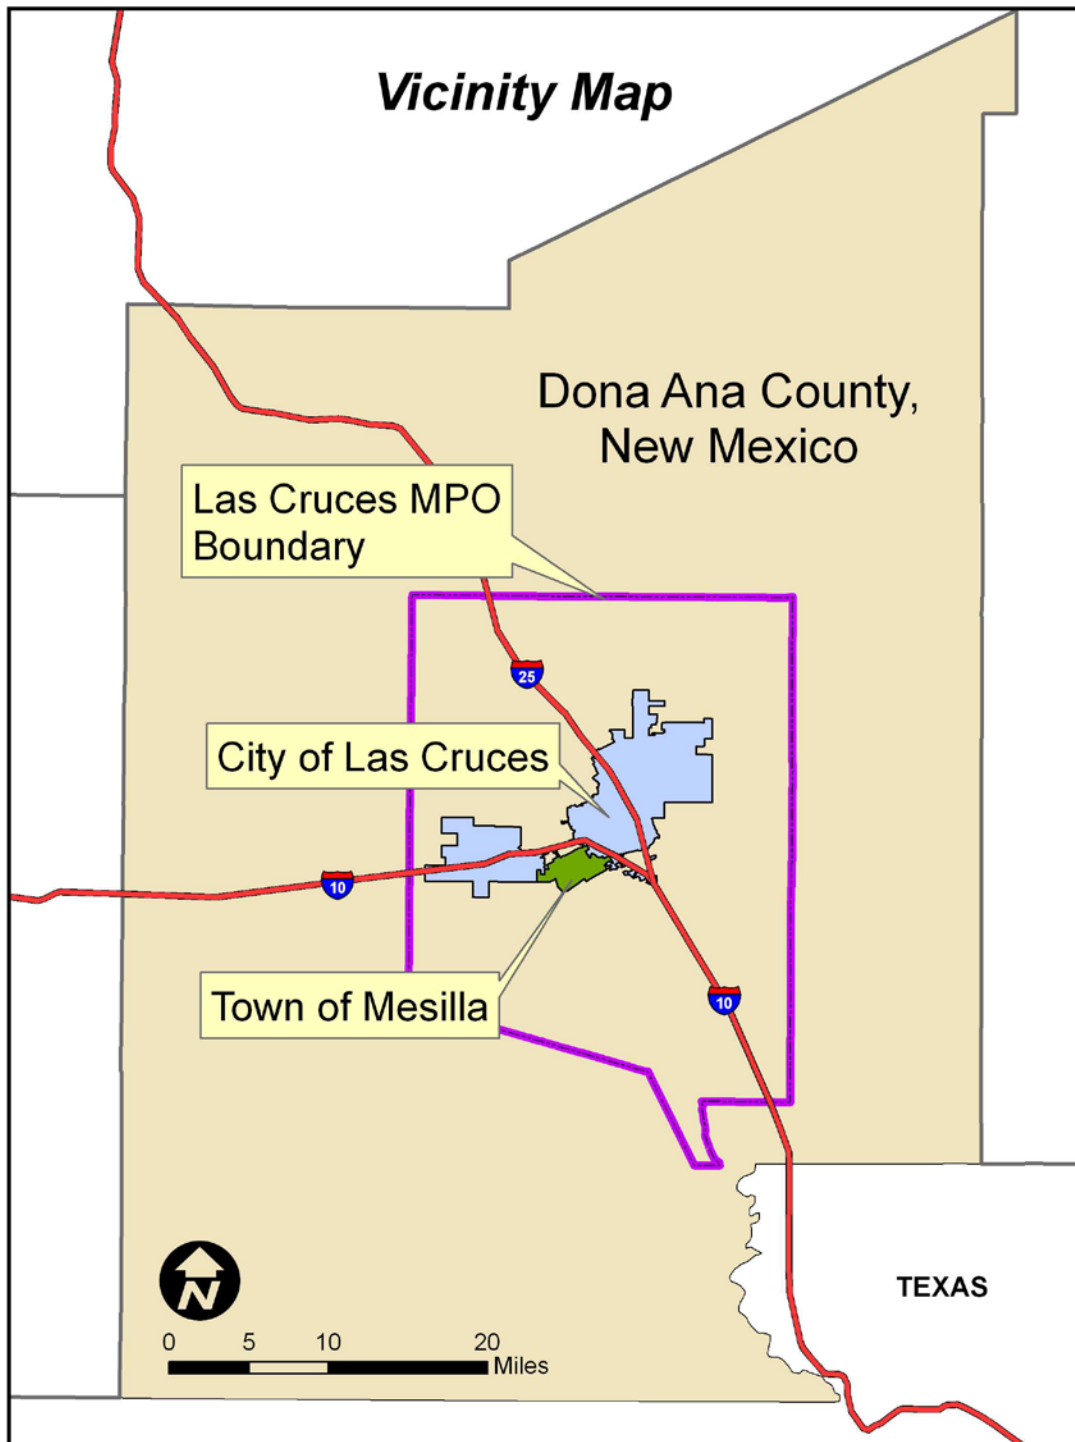 Vicinity Map
Dona Ana County,
New Mexico
Las Cruces MPO
Boundary
25
City of Las Cruces
10
Town of Mesilla
10
TEXAS
N
0 5 10 20
Miles